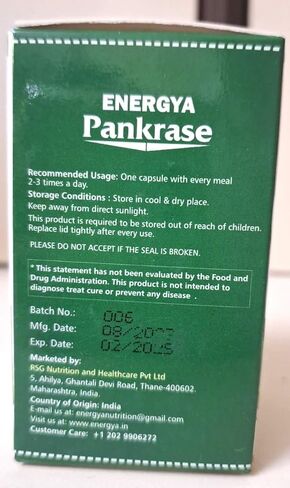 ENERGYA
Pankrase
Recommended Usage: One capsule with every meal
2-3 times a day.
Storage Conditions : Store in cool & dry place.
Keep away from direct sunlight.
This product is required to be stored out of reach of children.
Replace lid tightly after every use.
PLEASE DO NOT ACCEPT IF THE SEAL IS BROKEN.
* This statement has not been evaluated by the Food and
Drug Administration. This product is not intended to
diagnose treat cure or prevent any disease .
Batch No.: 006
Mfg. Date:
Exp. Date:
Marketed by:
RSG Nutrition and Healthcare Pvt Ltd
5, Ahilya, Ghantali Devi Road, Thane-400602.
Maharashtra, India.
Country of Origin: India
E-mail us at: energyanutrition@gmail.com
Visit us at: www.energya.in
Customer Care: +1 202 9906272